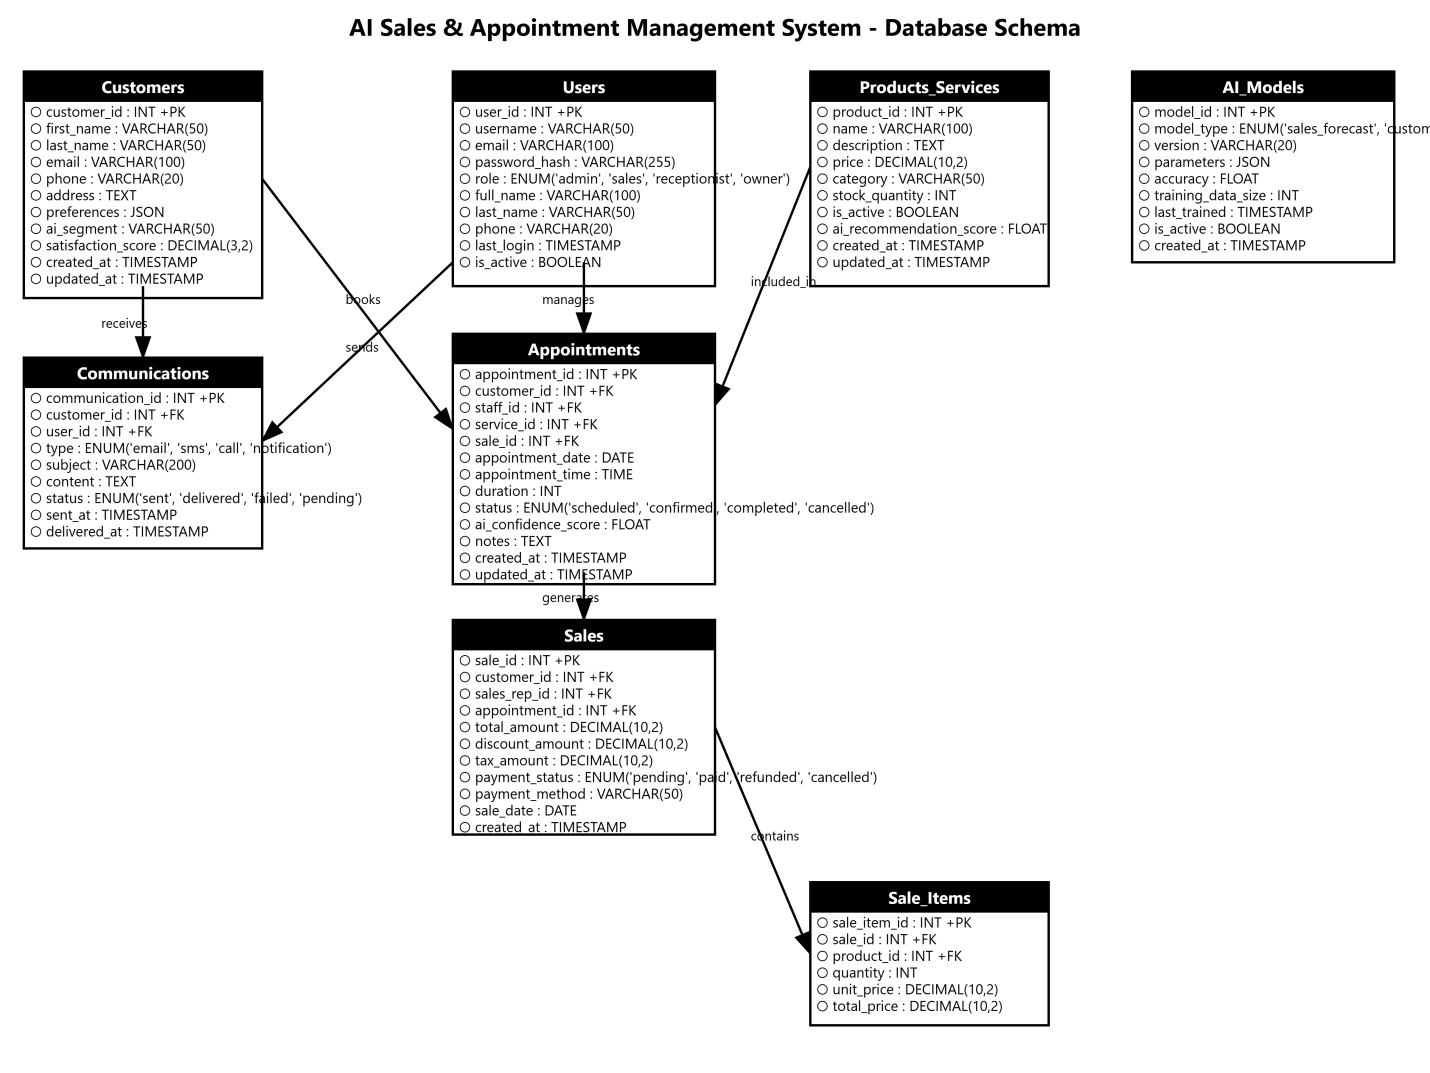 AI Sales & Appointment Management System - Database Schema
Customers
customer_id : INT +PK
first_name : VARCHAR(50)
last_name : VARCHAR(50)
email : VARCHAR(100)
phone : VARCHAR(20)
address : TEXT
preferences : JSON
ai_segment : VARCHAR(50)
satisfaction_score : DECIMAL(3,2)
created_at : TIMESTAMP
updated_at : TIMESTAMP
Users
user_id : INT +PK
username : VARCHAR(50)
email : VARCHAR(100)
password_hash : VARCHAR(255)
role : ENUM('admin', 'sales', 'receptionist', 'owner')
full_name : VARCHAR(100)
last_name : VARCHAR(50)
phone : VARCHAR(20)
last_login : TIMESTAMP
is_active : BOOLEAN
Products_Services
product_id : INT +PK
name : VARCHAR(100)
description : TEXT
price : DECIMAL(10,2)
category : VARCHAR(50)
stock_quantity : INT
is_active : BOOLEAN
ai_recommendation_score : FLOAT
created_at : TIMESTAMP
updated_at : TIMESTAMP
AI_Models
model_id : INT +PK
model_type : ENUM('sales_forecast', 'custom
version : VARCHAR(20)
parameters : JSON
accuracy : FLOAT
training_data_size : INT
last_trained : TIMESTAMP
is_active : BOOLEAN
created_at : TIMESTAMP
receives
books
sends
manages
included_in
Communications
communication_id : INT +PK
customer_id : INT +FK
user_id : INT +FK
type : ENUM('email', 'sms', 'call', 'notification')
subject : VARCHAR(200)
content : TEXT
status : ENUM('sent', 'delivered', 'failed', 'pending')
sent_at : TIMESTAMP
delivered_at : TIMESTAMP
Appointments
appointment_id : INT +PK
customer_id : INT +FK
staff_id : INT +FK
service_id : INT +FK
sale_id : INT +FK
appointment_date : DATE
appointment_time : TIME
duration : INT
status : ENUM('scheduled', 'confirmed', 'completed', 'cancelled')
ai_confidence_score : FLOAT
notes : TEXT
created_at : TIMESTAMP
updated_at : TIMESTAMP
generates
Sales
sale_id : INT +PK
customer_id : INT +FK
sales_rep_id : INT +FK
appointment_id : INT +FK
total_amount : DECIMAL(10,2)
discount_amount : DECIMAL(10,2)
tax_amount : DECIMAL(10,2)
payment_status : ENUM('pending', 'paid', 'refunded', 'cancelled')
payment_method : VARCHAR(50)
sale_date : DATE
created_at : TIMESTAMP
contains
Sale_Items
sale_item_id : INT +PK
sale_id : INT +FK
product_id : INT +FK
quantity : INT
unit_price : DECIMAL(10,2)
total_price : DECIMAL(10,2)